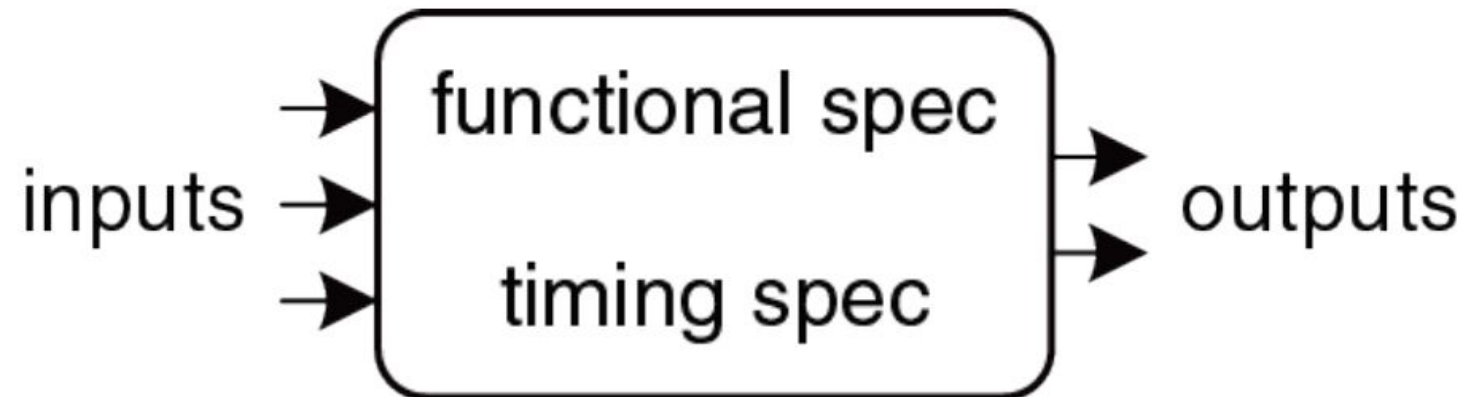 functional spec
inputs
outputs
timing spec